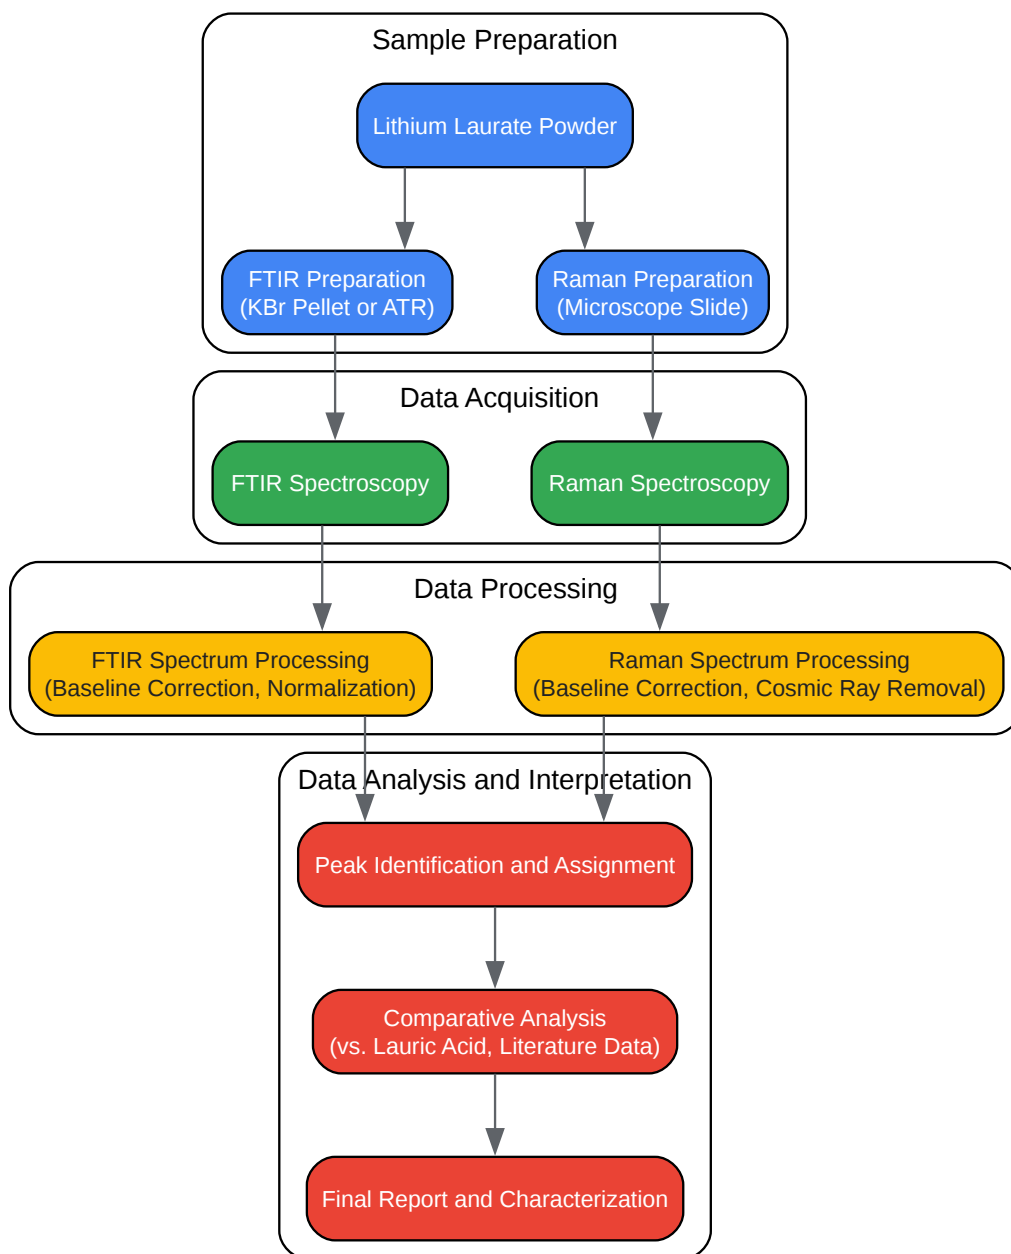 Sample Preparation
Lithium Laurate Powder
FTIR Preparation
(KBr Pellet or ATR)
Raman Preparation
(Microscope Slide)
Data Acquisition
FTIR Spectroscopy
Raman Spectroscopy
Data Processing
FTIR Spectrum Processing
(Baseline Correction, Normalization)
Raman Spectrum Processing
(Baseline Correction, Cosmic Ray Removal)
Data Analysis and Interpretation
Peak Identification and Assignment
Comparative Analysis
(vs. Lauric Acid, Literature Data)
Final Report and Characterization